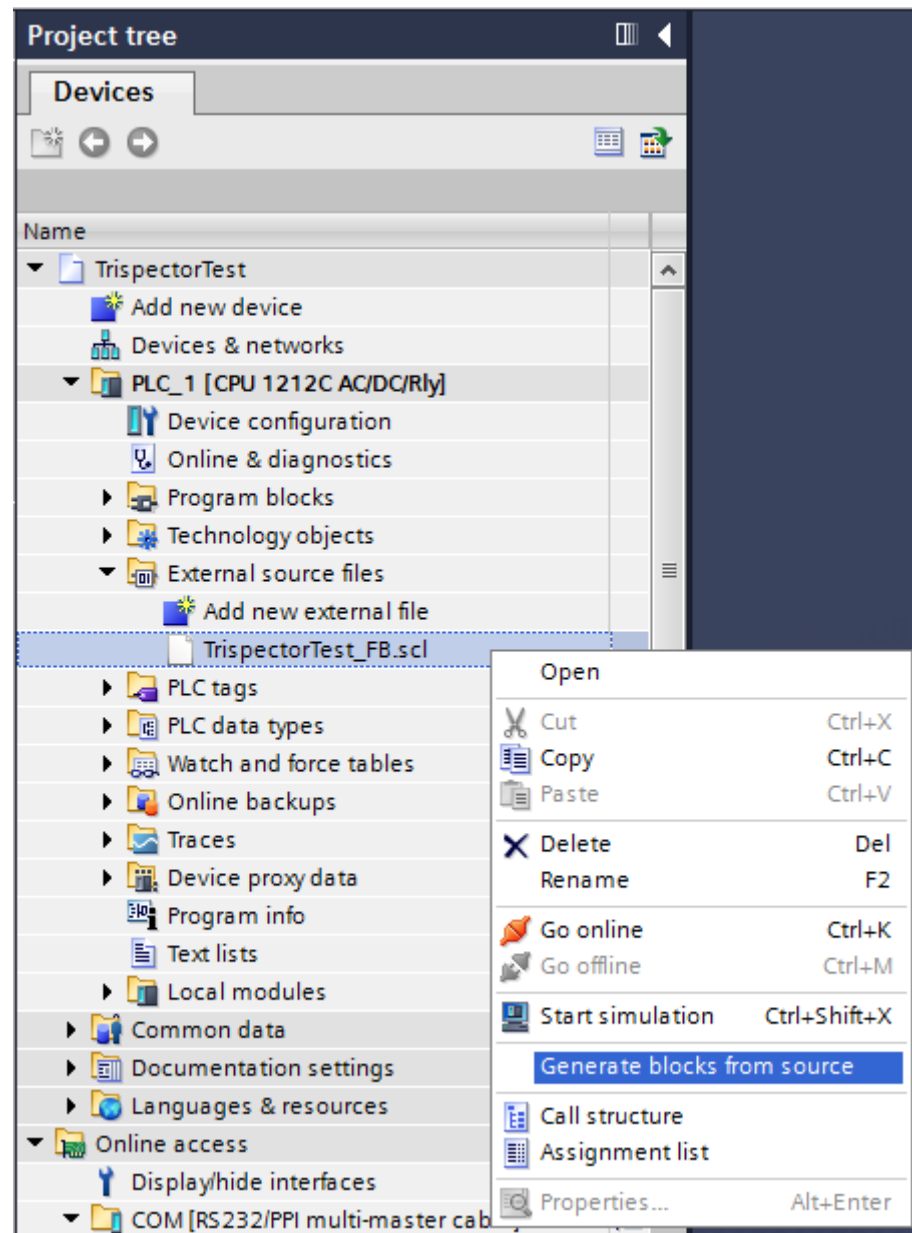 Project tree
Devices
Name
TrispectorTest
Add new device
Devices & networks
PLC_1 [CPU 1212C AC/DC/Rly]
Device configuration
Online & diagnostics
Program blocks
Technology objects
External source files
Add new external file
TrispectorTest_FB.scl
PLC tags
PLC data types
Watch and force tables
Online backups
Traces
Device proxy data
Program info
Text lists
Local modules
Common data
Documentation settings
Languages & resources
Online access
Display/hide interfaces
COM [RS232/PPI multi-master cab
Open
Cut Ctrl+X
Copy Ctrl+C
Paste Ctrl+V
Delete Del
Rename F2
Go online Ctrl+K
Go offline Ctrl+M
Start simulation Ctrl+Shift+X
Generate blocks from source
Call structure
Assignment list
Properties... Alt+Enter